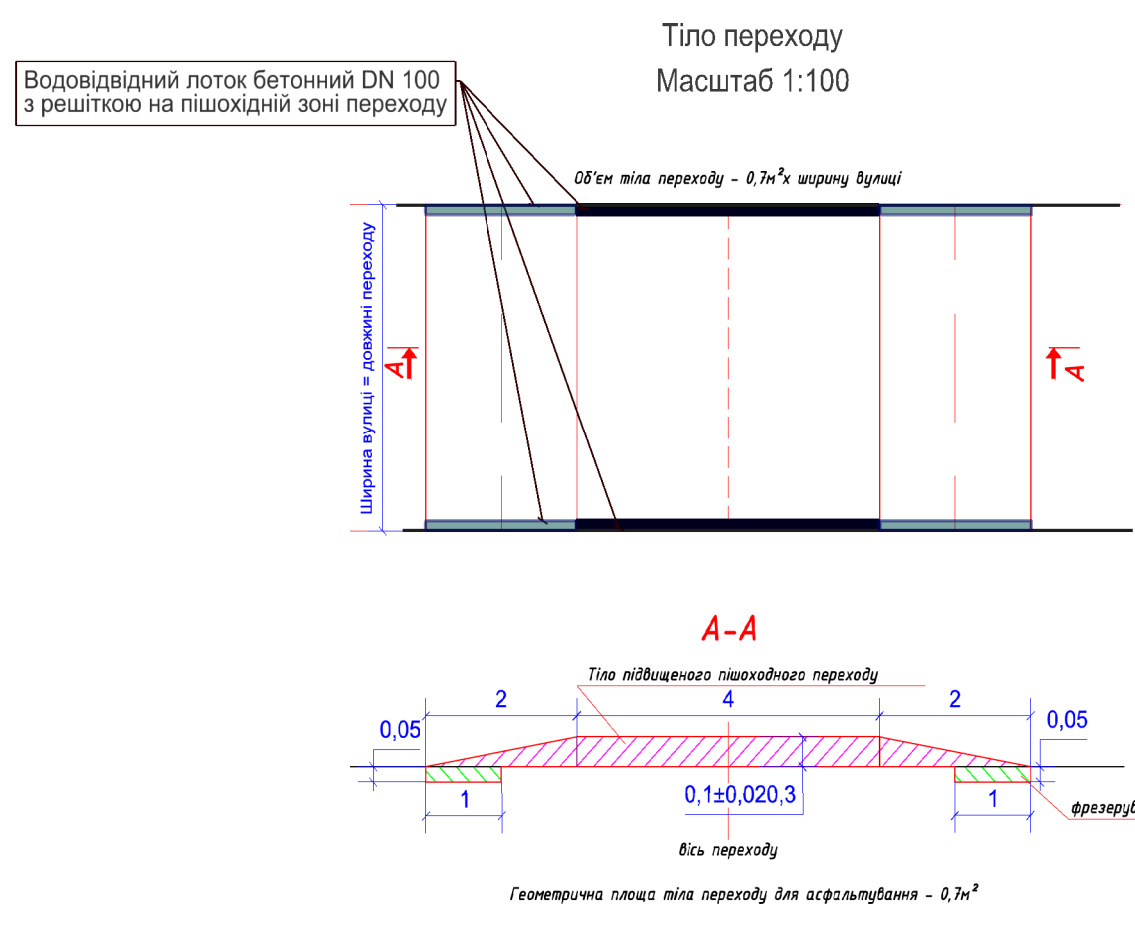 Тіло переходу
Масштаб 1:100
Водовідвідний лоток бетонний DN 100
з решіткою на пішохідній зоні переходу
Об'єм тіла переходу - 0,7м²х ширину вулиці
Ширина вулиці = довжині переходу
А
А
А-А
Тіло підвищеного пішоходного переходу
2
4
2
0,05
0,05
1
0,1±0,020,3
1
фрезерув
вісь переходу
Геометрична площа тіла переходу для асфальтування - 0,7м²